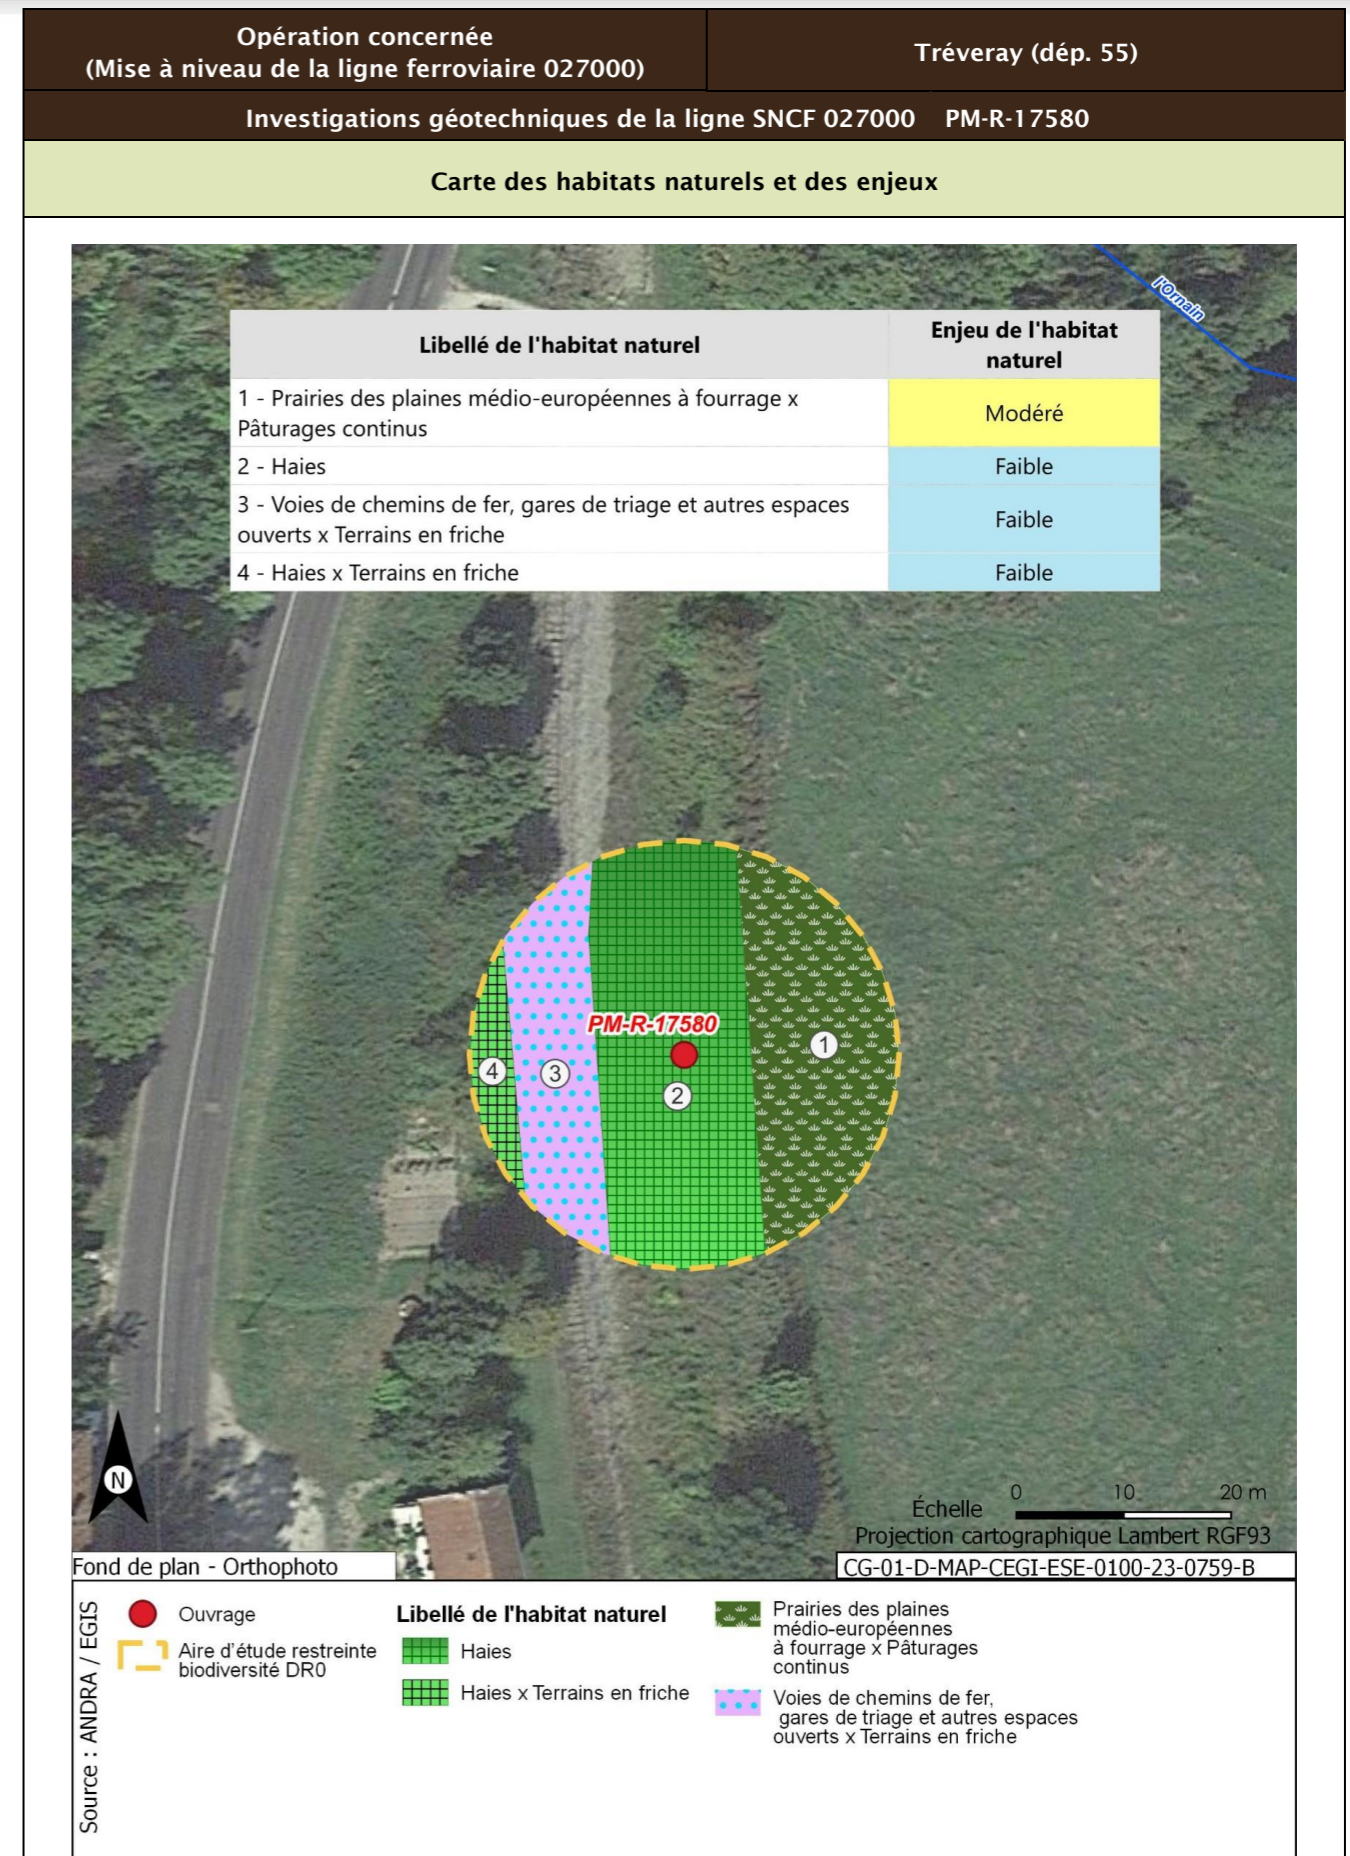 Opération concernée
(Mise à niveau de la ligne ferroviaire 027000)
Tréveray (dép. 55)
Investigations géotechniques de la ligne SNCF 027000 PM-R-17580
Carte des habitats naturels et des enjeux
l'Ornain
Libellé de l'habitat naturel
Enjeu de l'habitat
naturel
1 - Prairies des plaines médio-européennes à fourrage x
Pâturages continus
Modéré
2 - Haies
Faible
3 - Voies de chemins de fer, gares de triage et autres espaces
ouverts x Terrains en friche
Faible
4 - Haies x Terrains en friche
Faible
PM-R-17580
1
2
3
4
N
0 10 20 m
Échelle
Projection cartographique Lambert RGF93
Fond de plan - Orthophoto
CG-01-D-MAP-CEGI-ESE-0100-23-0759-B
Source : ANDRA / EGIS
Ouvrage
Aire d'étude restreinte
biodiversité DR0
Libellé de l'habitat naturel
Haies
Haies x Terrains en friche
Prairies des plaines
médio-européennes
à fourrage x Pâturages
continus
Voies de chemins de fer,
gares de triage et autres espaces
ouverts x Terrains en friche